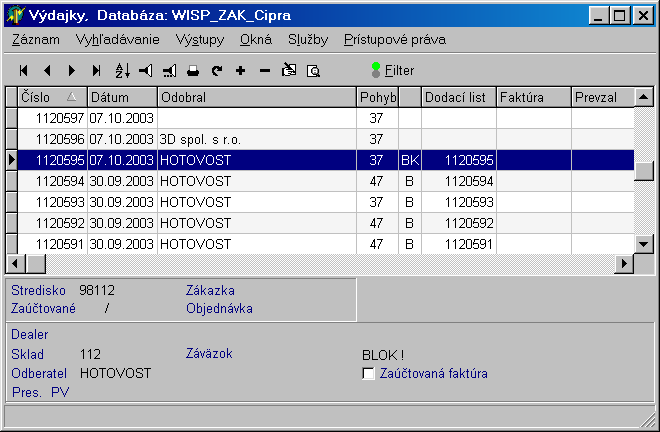 Výdajky,  Databáza: WISP_ZAK_Cipra
Záznam Vyhľadávanie Výstupy Okná Služby Prístupové práva
Filter
Číslo Dátum Odobral Pohyb Dodací list Faktúra Prevzal
1120597 07.10.2003 37
1120596 07.10.2003 3D spol. s r.o. 37
1120595 07.10.2003 HOTOVOST 37 BK 1120595
1120594 30.09.2003 HOTOVOST 47 B 1120594
1120593 30.09.2003 HOTOVOST 37 B 1120593
1120592 30.09.2003 HOTOVOST 47 B 1120592
1120591 30.09.2003 HOTOVOST 47 B 1120591
Stredisko 98112 Zákazka
Zaúčtované / Objednávka
Dealer
Sklad 112 Záväzok BLOK !
Odberatel HOTOVOST Zaúčtovaná faktúra
Pres. PV